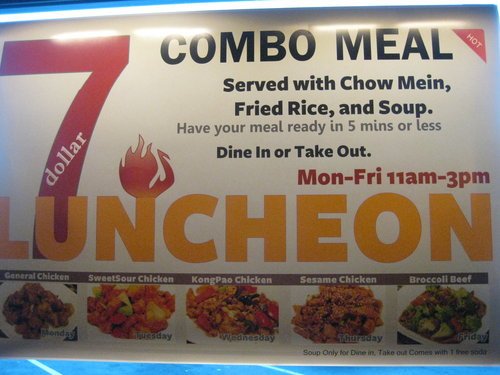 7
dollar
COMBO MEAL
HOT
Served with Chow Mein,
Fried Rice, and Soup.
Have your meal ready in 5 mins or less
Dine In or Take Out.
Mon-Fri 11am-3pm
LUNCHEON
General Chicken
SweetSour Chicken
KongPao Chicken
Sesame Chicken
Broccoli Beef
Monday
Tuesday
Wednesday
Thursday
Friday
Soup Only for Dine in, Take out Comes with 1 free soda